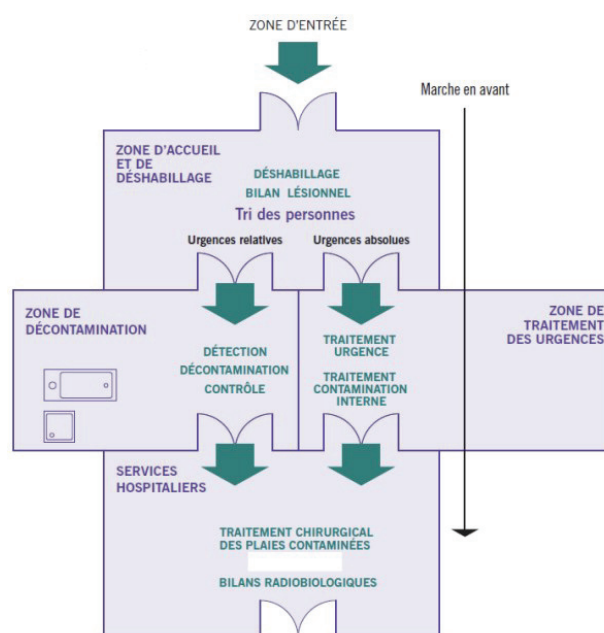 ZONE D'ENTRÉE
Marche en avant
ZONE D'ACCUEIL
ET DE
DÉSHABILLAGE
DÉSHABILLAGE
BILAN LÉSIONNEL
Tri des personnes
Urgences relatives
Urgences absolues
ZONE DE
DÉCONTAMINATION
DÉTECTION
DÉCONTAMINATION
CONTRÔLE
TRAITEMENT
URGENCE
TRAITEMENT
CONTAMINATION
INTERNE
ZONE DE
TRAITEMENT
DES URGENCES
SERVICES
HOSPITALIERS
TRAITEMENT CHIRURGICAL
DES PLAIES CONTAMINÉES
BILANS RADIOBIOLOGIQUES